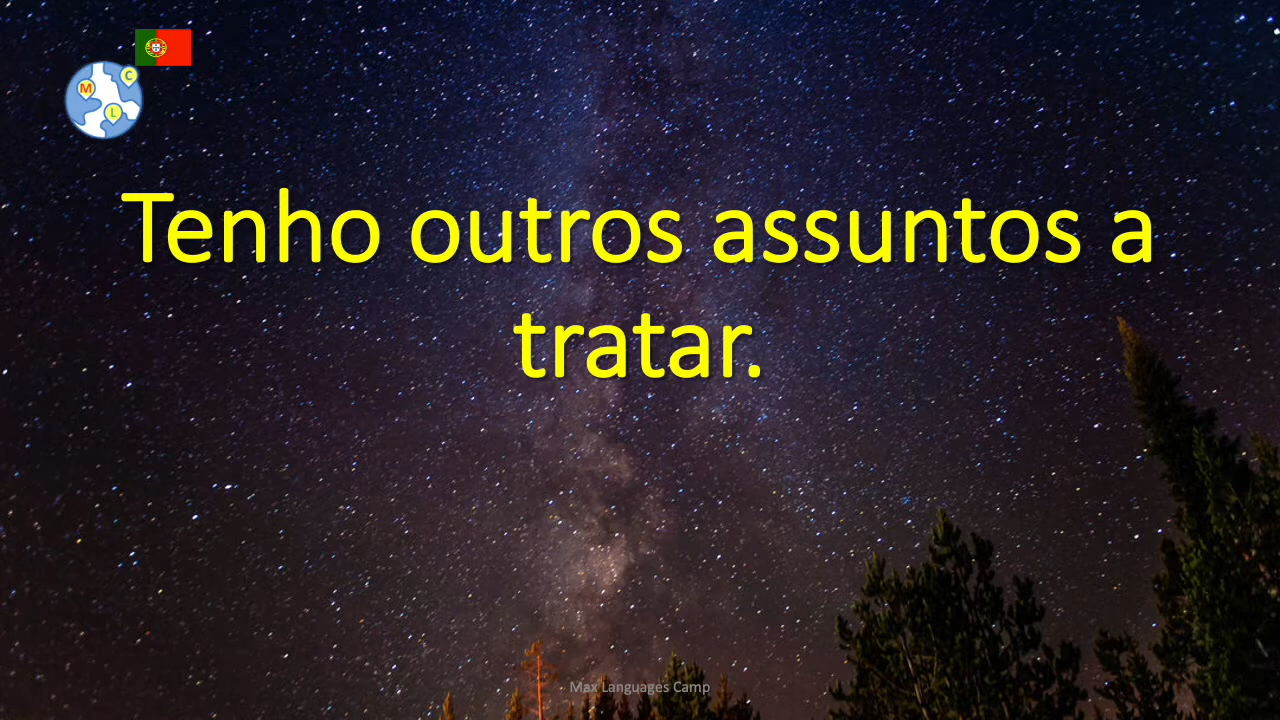 C
M
L
Tenho outros assuntos a
tratar.
Max Languages Camp